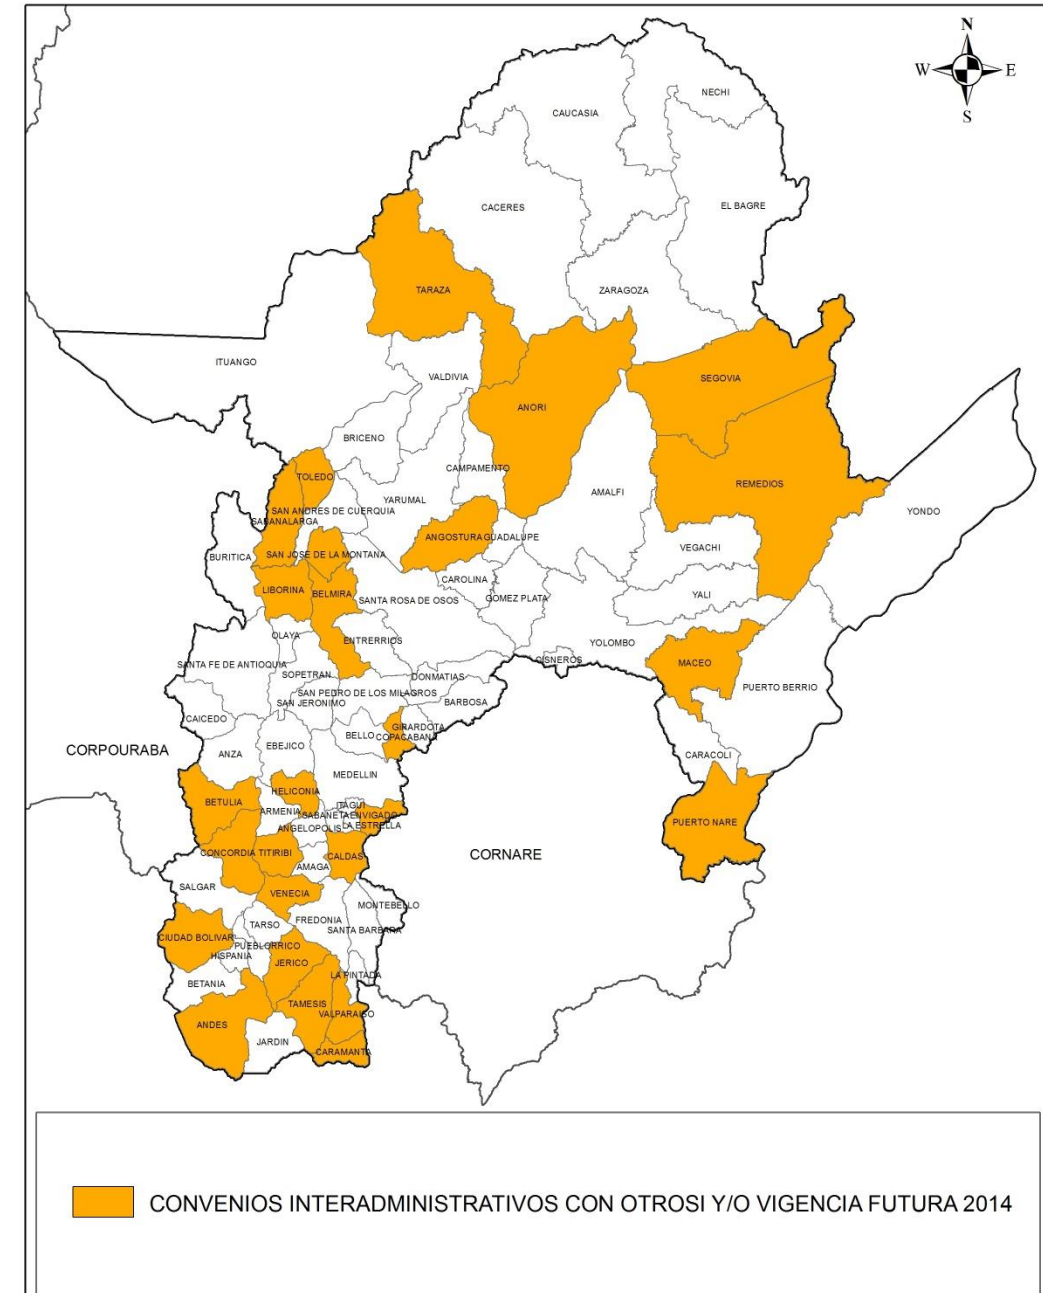 N
W E
S
NECHI
CAUCASIA
CACERES
EL BAGRE
TARAZA
ZARAGOZA
ITUANGO
VALDIVIA
SEGOVIA
ANORI
BRICENO
CAMPAMENTO
TOLEDO
REMEDIOS
AMALFI
YARUMAL
SAN ANDRES DE CUERQUIA
YONDO
SABANALARGA
ANGOSTURA
GUADALUPE
VEGACHI
BURITICA
SAN JOSE DE LA MONTANA
CAROLINA
LIBORINA
BELMIRA
YALI
GOMEZ PLATA
SANTA ROSA DE OSOS
OLAYA
ENTRERRIOS
YOLOMBO
CISNEROS
SANTA FE DE ANTIOQUIA
MACEO
SOPETRAN
DONMATIAS
PUERTO BERRIO
SAN PEDRO DE LOS MILAGROS
SAN JERONIMO
BARBOSA
CAICEDO
GIRARDOTA
BELLO
COPACABANA
CORPOURABA
EBEJICO
ANZA
CARACOLI
MEDELLIN
HELICONIA
BETULIA
ITAGUI
ARMENIA
SABANETA
ENVIGADO
LA ESTRELLA
ANGELOPOLIS
PUERTO NARE
CONCORDIA
TITIRIBI
CALDAS
CORNARE
AMAGA
SALGAR
VENECIA
MONTEBELLO
FREDONIA
TARSO
SANTA BARBARA
CIUDAD BOLIVAR
PUEBLORRICO
HISPANIA
JERICO
LA PINTADA
BETANIA
TAMESIS
VALPARAISO
ANDES
JARDIN
CARAMANTA
CONVENIOS INTERADMINISTRATIVOS CON OTROSI Y/O VIGENCIA FUTURA 2014